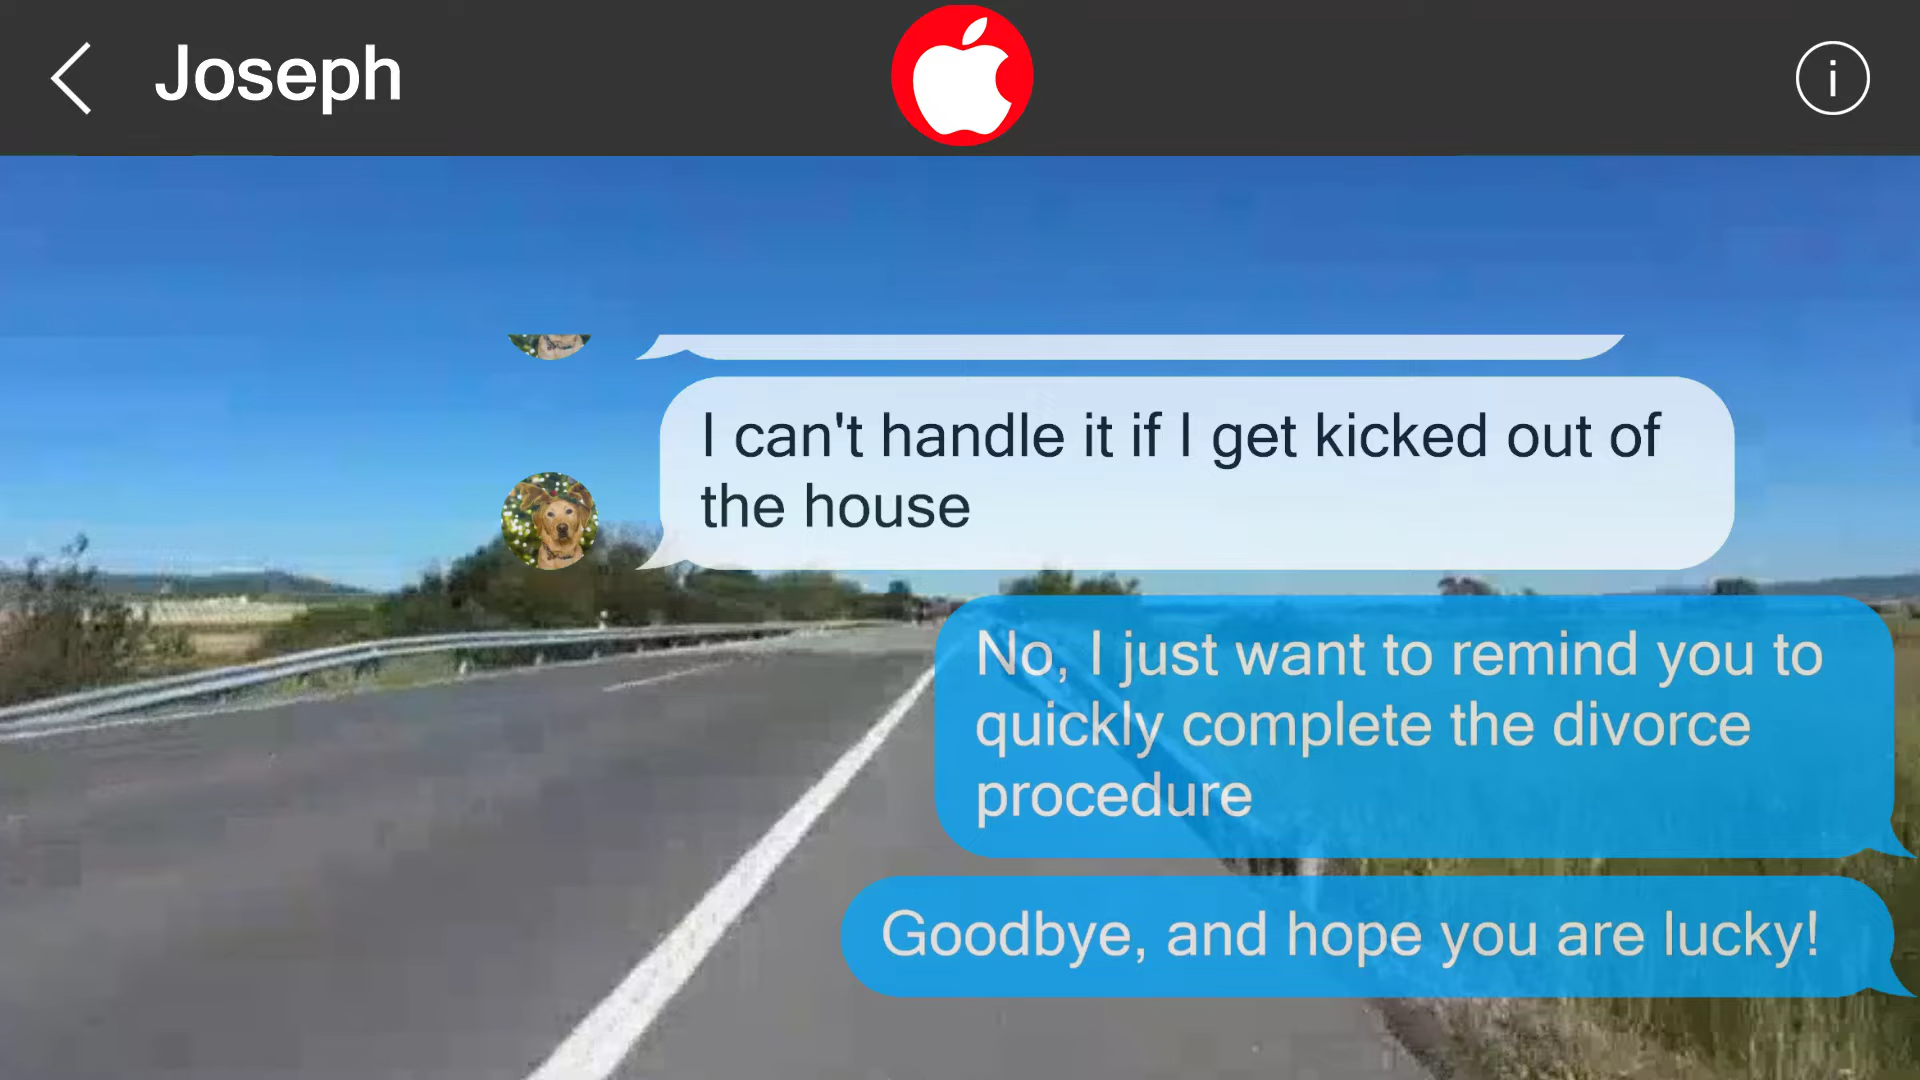 Joseph
i
I can't handle it if I get kicked out of
the house
No, I just want to remind you to
quickly complete the divorce
procedure
Goodbye, and hope you are lucky!